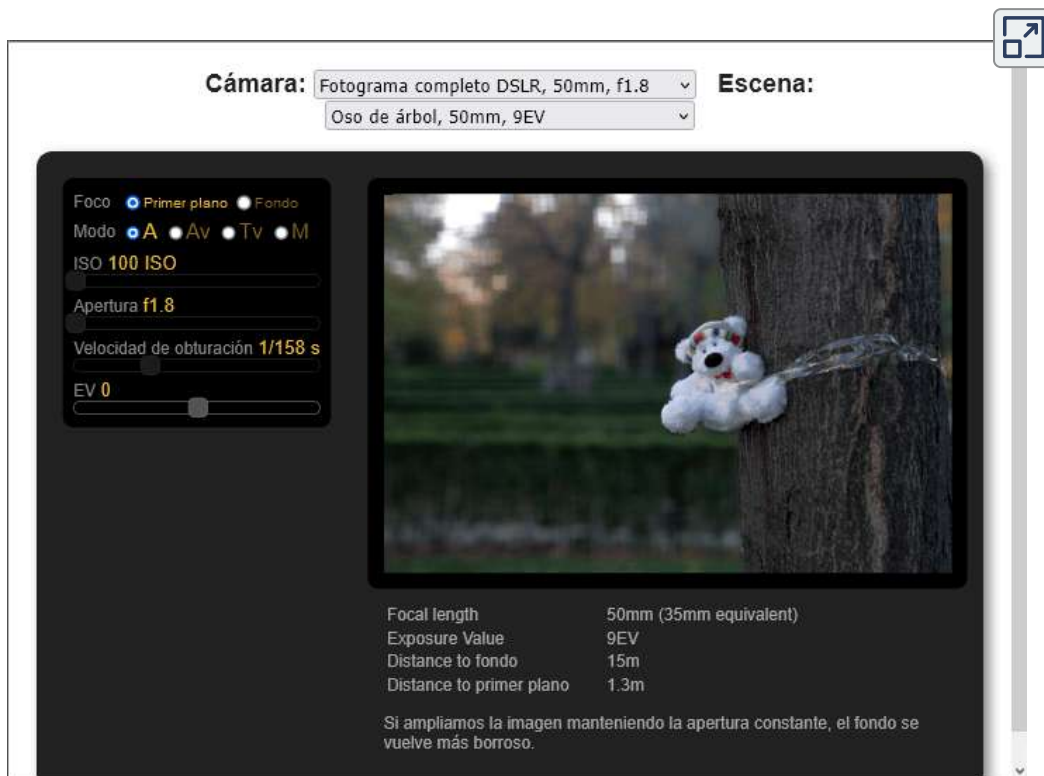 Cámara: Fotograma completo DSLR, 50mm, f1.8 Escena:
Oso de árbol, 50mm, 9EV
Foco Primer plano Fondo
Modo A Av Tv M
ISO 100 ISO
Apertura f1.8
Velocidad de obturación 1/158 s
EV 0
Focal length 50mm (35mm equivalent)
Exposure Value 9EV
Distance to fondo 15m
Distance to primer plano 1.3m
Si ampliamos la imagen manteniendo la apertura constante, el fondo se
vuelve más borroso.